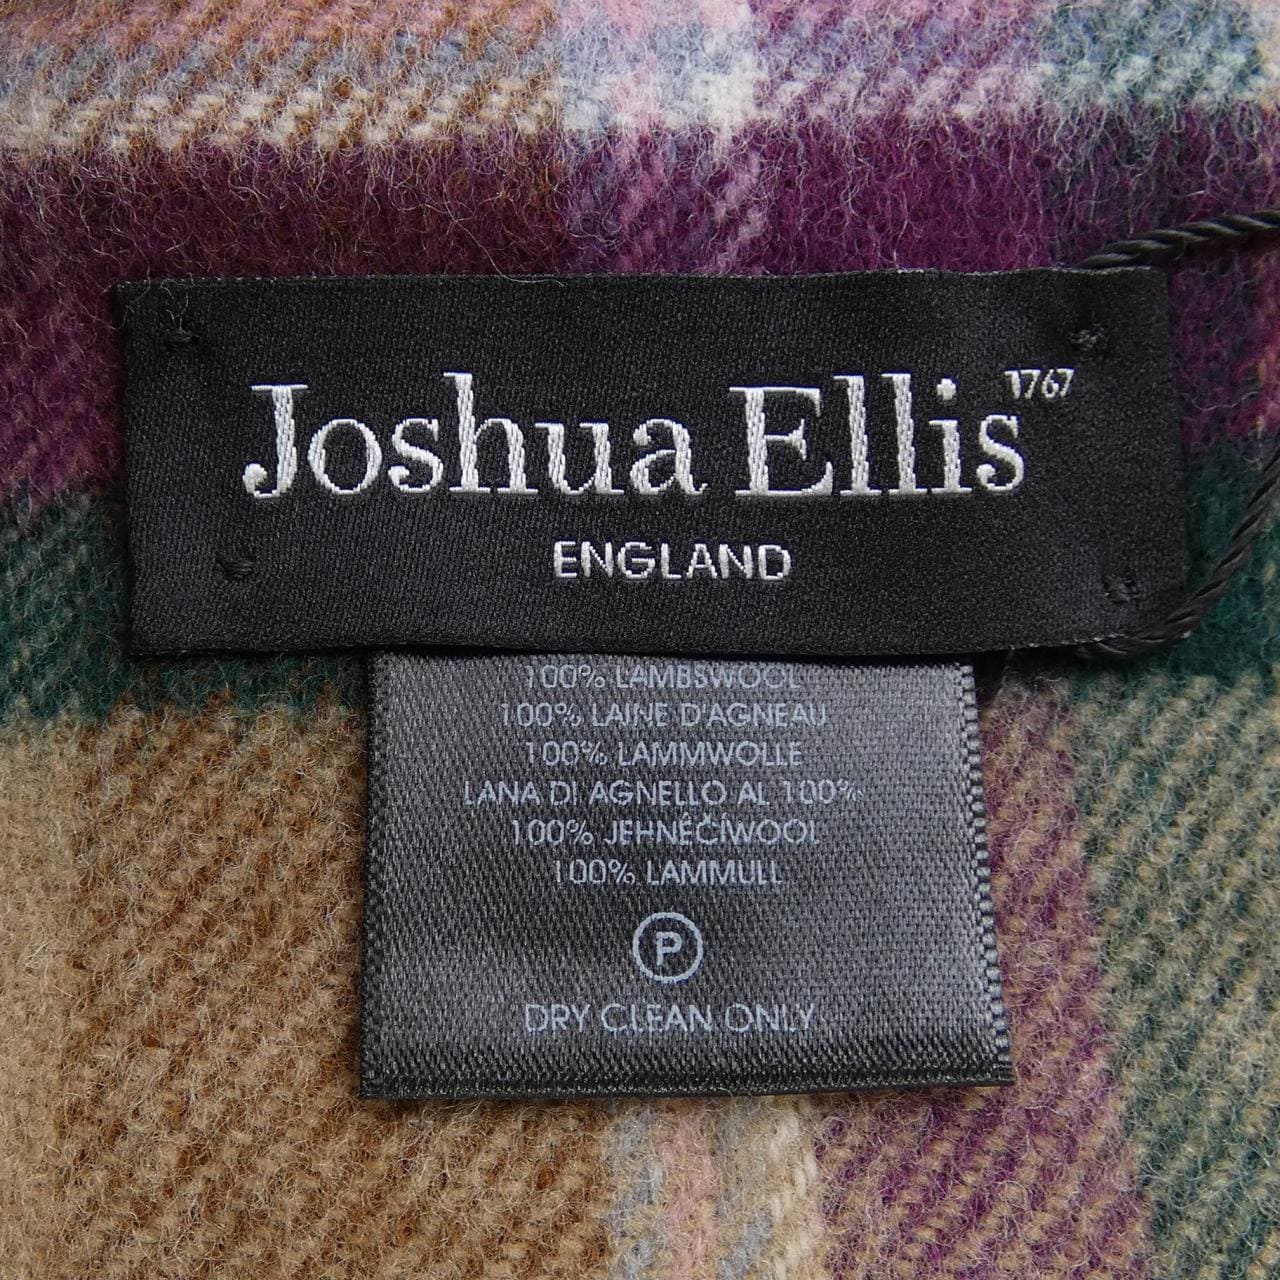 Joshua Ellis 1767
ENGLAND
100% LAMBSWOOL
100% LAINE D'AGNEAU
100% LAMMWOLLE
LANA DI AGNELLO AL 100%
100% JEHNĚČÍWOOL
100% LAMMULL
P
DRY CLEAN ONLY